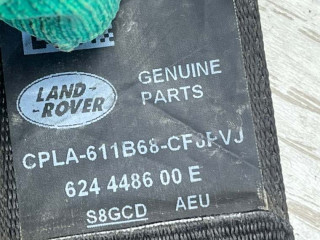 LAND-
ROVER
GENUINE
PARTS
CPLA-611B68-CF8PVJ
624 4486 00 E
S8GCD AEU